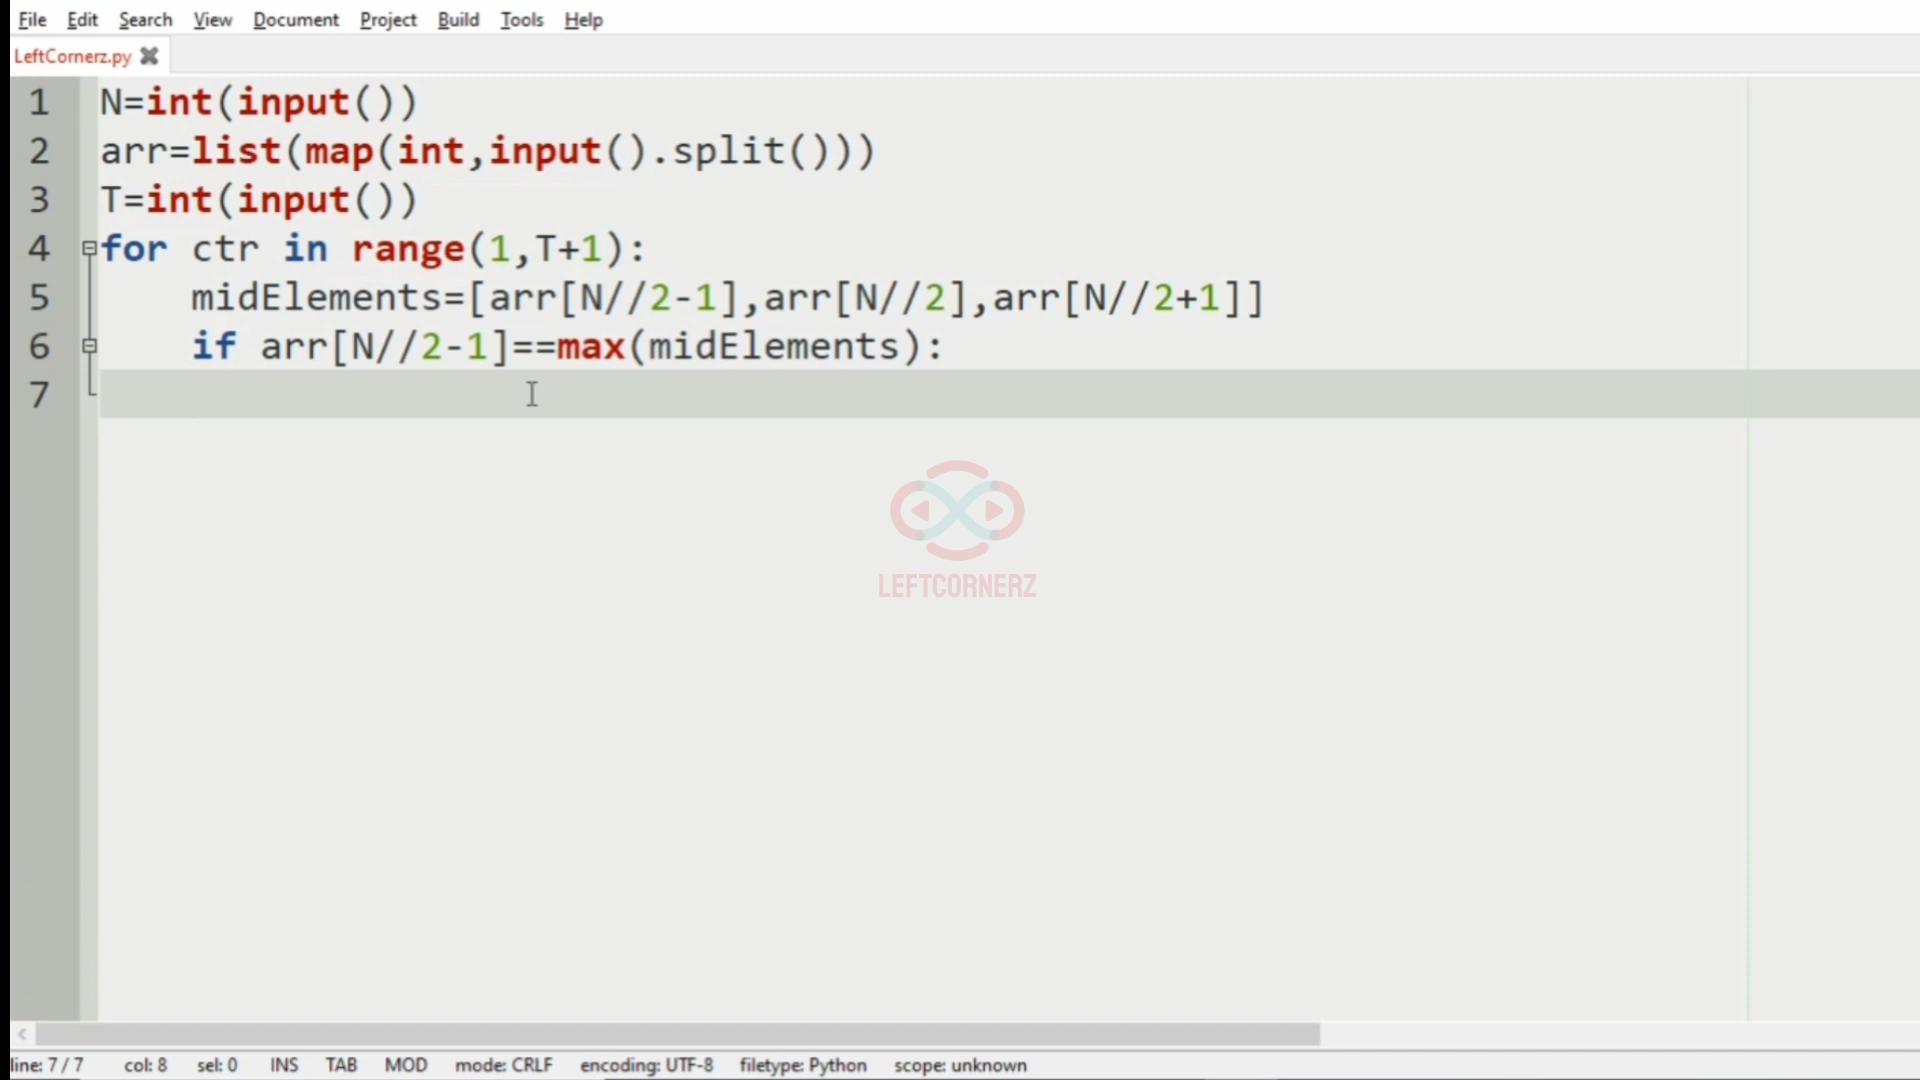 File Edit Search View Document Project Build Tools Help
LeftCornerz.py
1 N=int(input())
2 arr=list(map(int,input().split()))
3 T=int(input())
4 for ctr in range(1,T+1):
5     midElements=[arr[N//2-1],arr[N//2],arr[N//2+1]]
6     if arr[N//2-1]==max(midElements):
7
LEFTCORNERZ
line: 7 / 7 col: 8 sel: 0 INS TAB MOD mode: CRLF encoding: UTF-8 filetype: Python scope: unknown